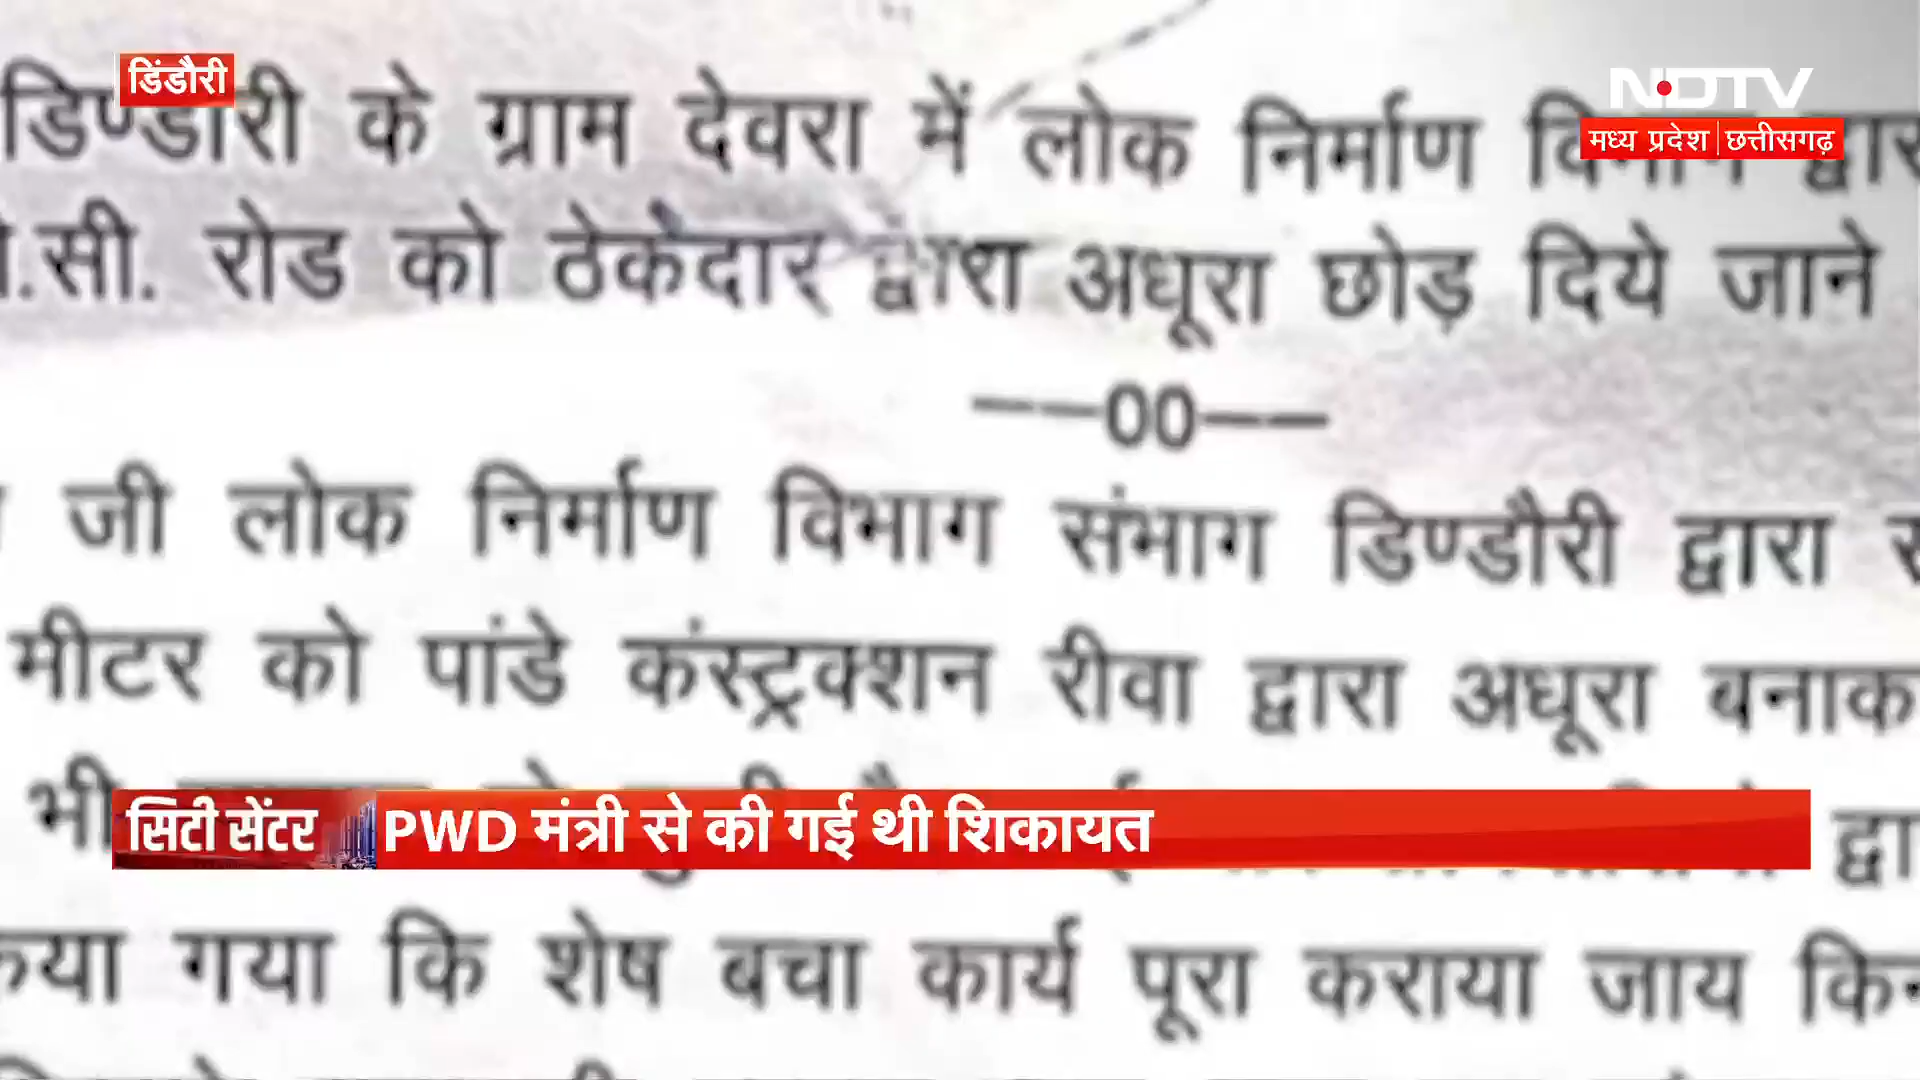 डिंडौरी
NDTV
मध्य प्रदेश | छत्तीसगढ़
के ग्राम देवरा में लोक निर्माण
.सी. रोड को ठेकेदार द्वारा अधूरा छोड़ दिये जाने
——00——
जी लोक निर्माण विभाग संभाग डिण्डौरी द्वारा
मीटर को पांडे कंस्ट्रक्शन रीवा द्वारा अधूरा
भी
सिटी सेंटर PWD मंत्री से की गई थी शिकायत
गया कि शेष बचा कार्य पूरा कराया जाय